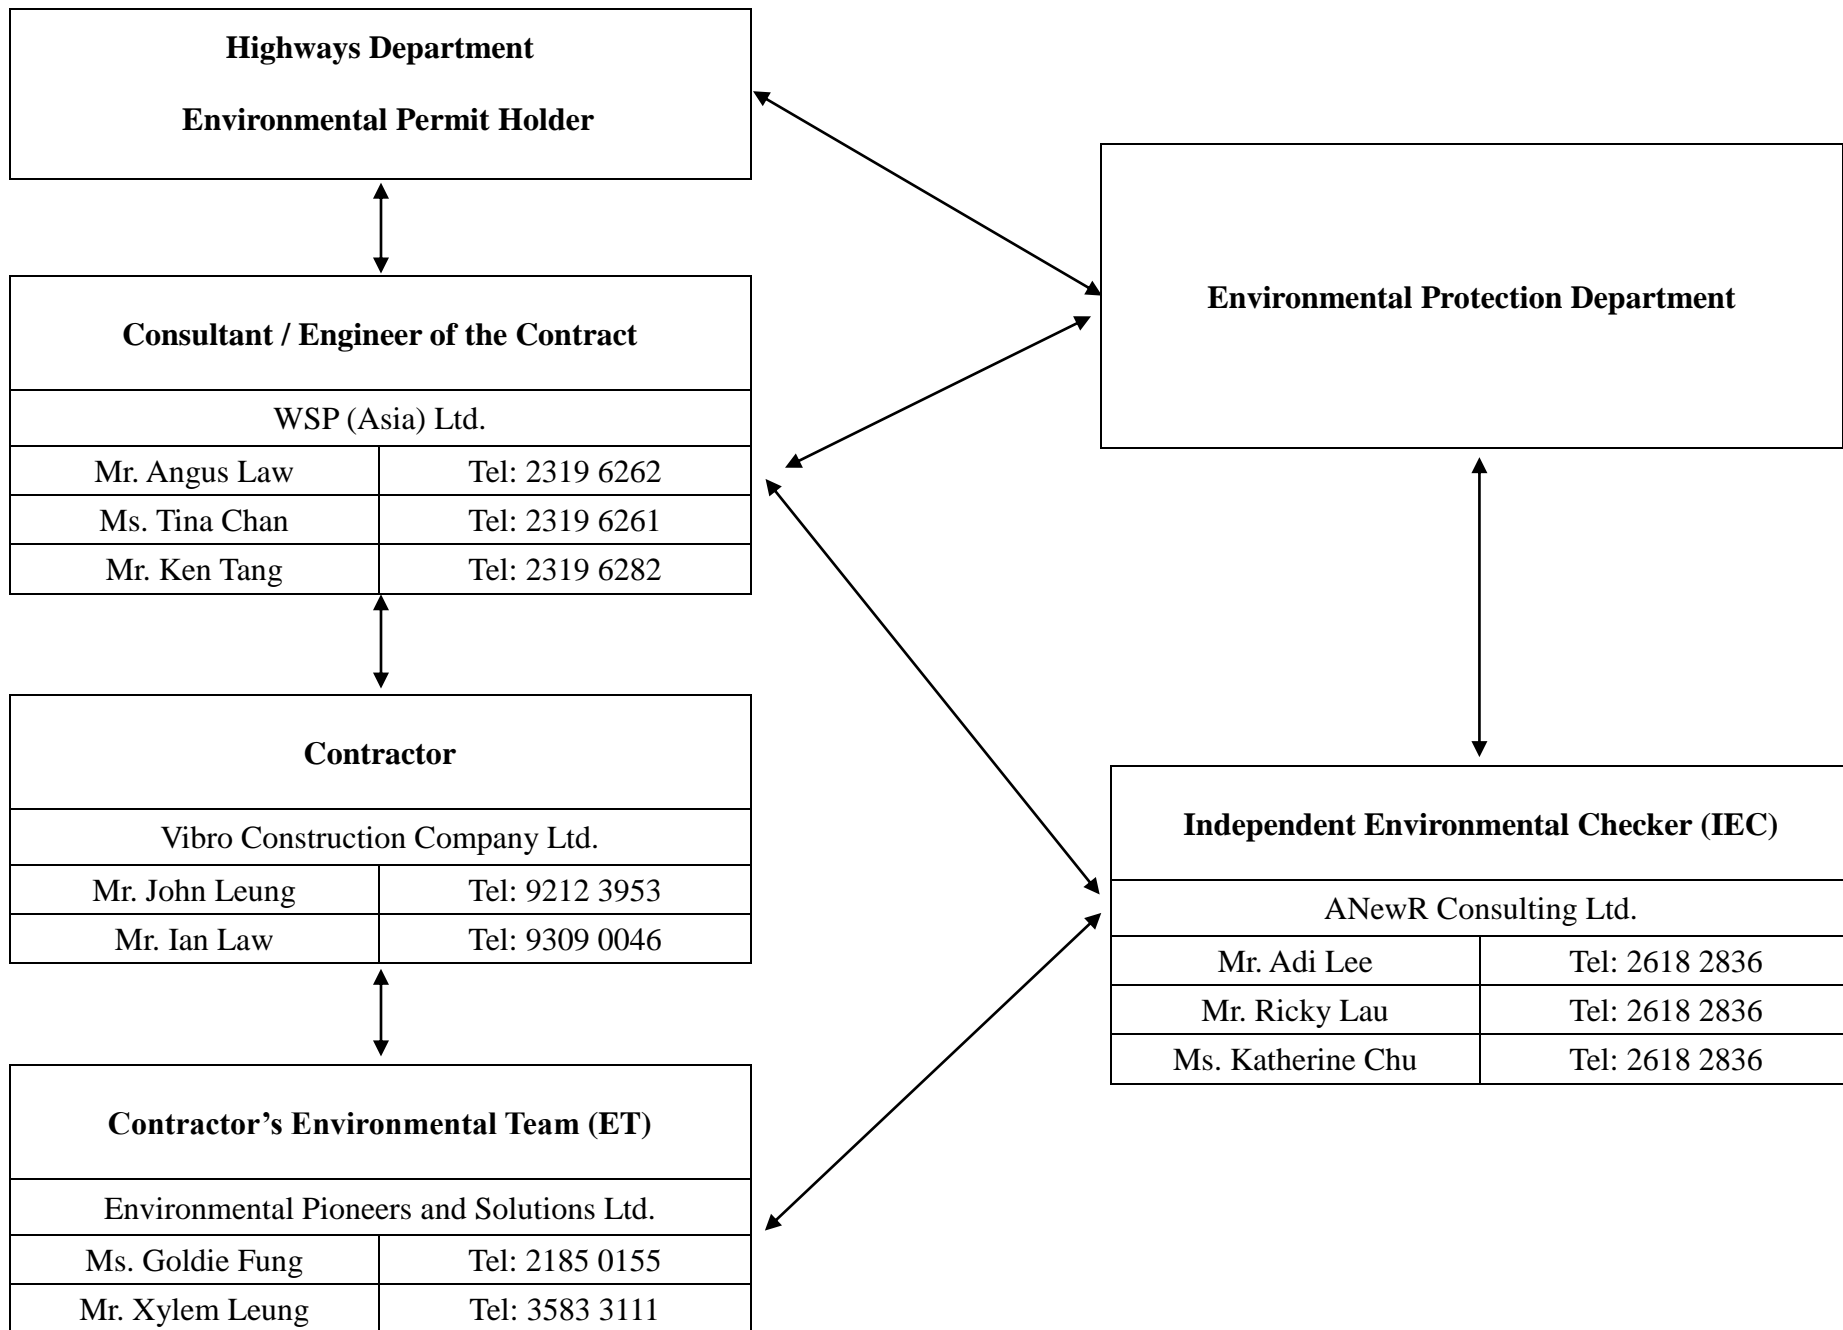 Highways Department
Environmental Permit Holder
Environmental Protection Department
Consultant / Engineer of the Contract
WSP (Asia) Ltd.
Mr. Angus Law Tel: 2319 6262
Ms. Tina Chan Tel: 2319 6261
Mr. Ken Tang Tel: 2319 6282
Contractor
Vibro Construction Company Ltd.
Mr. John Leung Tel: 9212 3953
Mr. Ian Law Tel: 9309 0046
Independent Environmental Checker (IEC)
ANewR Consulting Ltd.
Mr. Adi Lee Tel: 2618 2836
Mr. Ricky Lau Tel: 2618 2836
Ms. Katherine Chu Tel: 2618 2836
Contractor’s Environmental Team (ET)
Environmental Pioneers and Solutions Ltd.
Ms. Goldie Fung Tel: 2185 0155
Mr. Xylem Leung Tel: 3583 3111